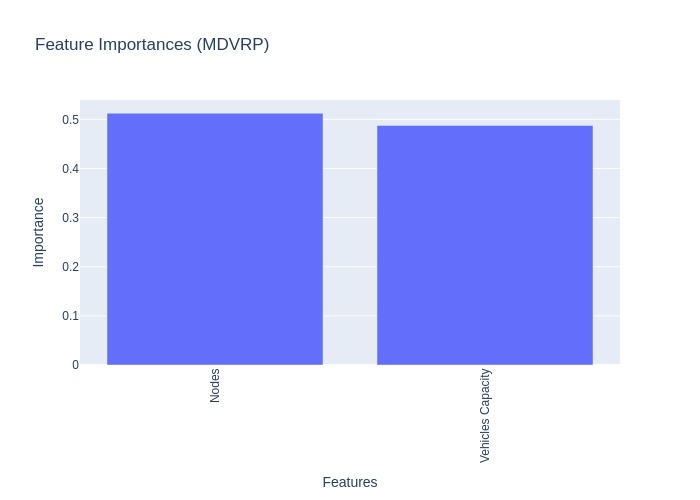 Feature Importances (MDVRP)
0.5
0.4
0.3
0.2
0.1
0
Importance
Nodes
Vehicles Capacity
Features